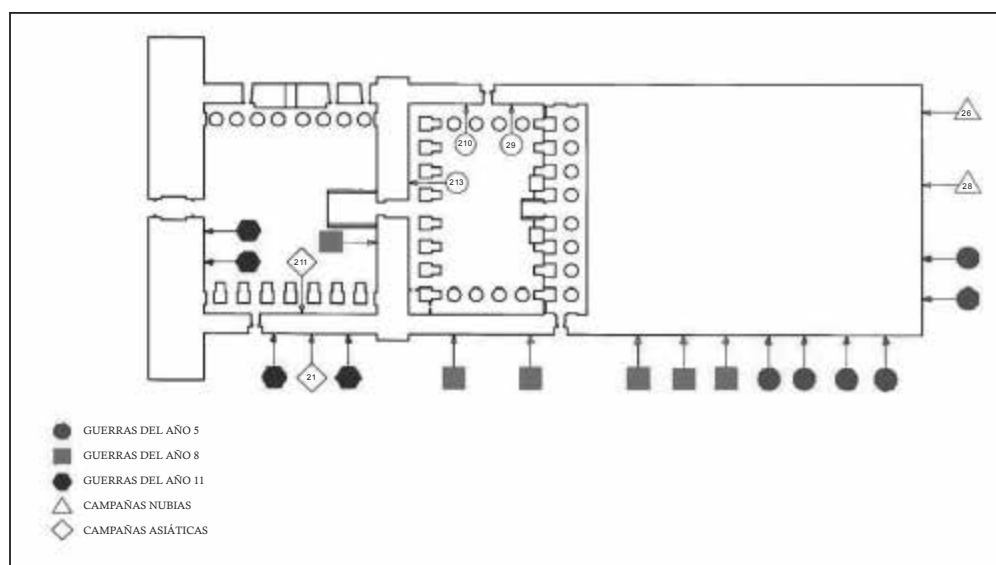 26
210
29
213
28
211
21
GUERRAS DEL AÑO 5
GUERRAS DEL AÑO 8
GUERRAS DEL AÑO 11
CAMPAÑAS NUBIAS
CAMPAÑAS ASIÁTICAS